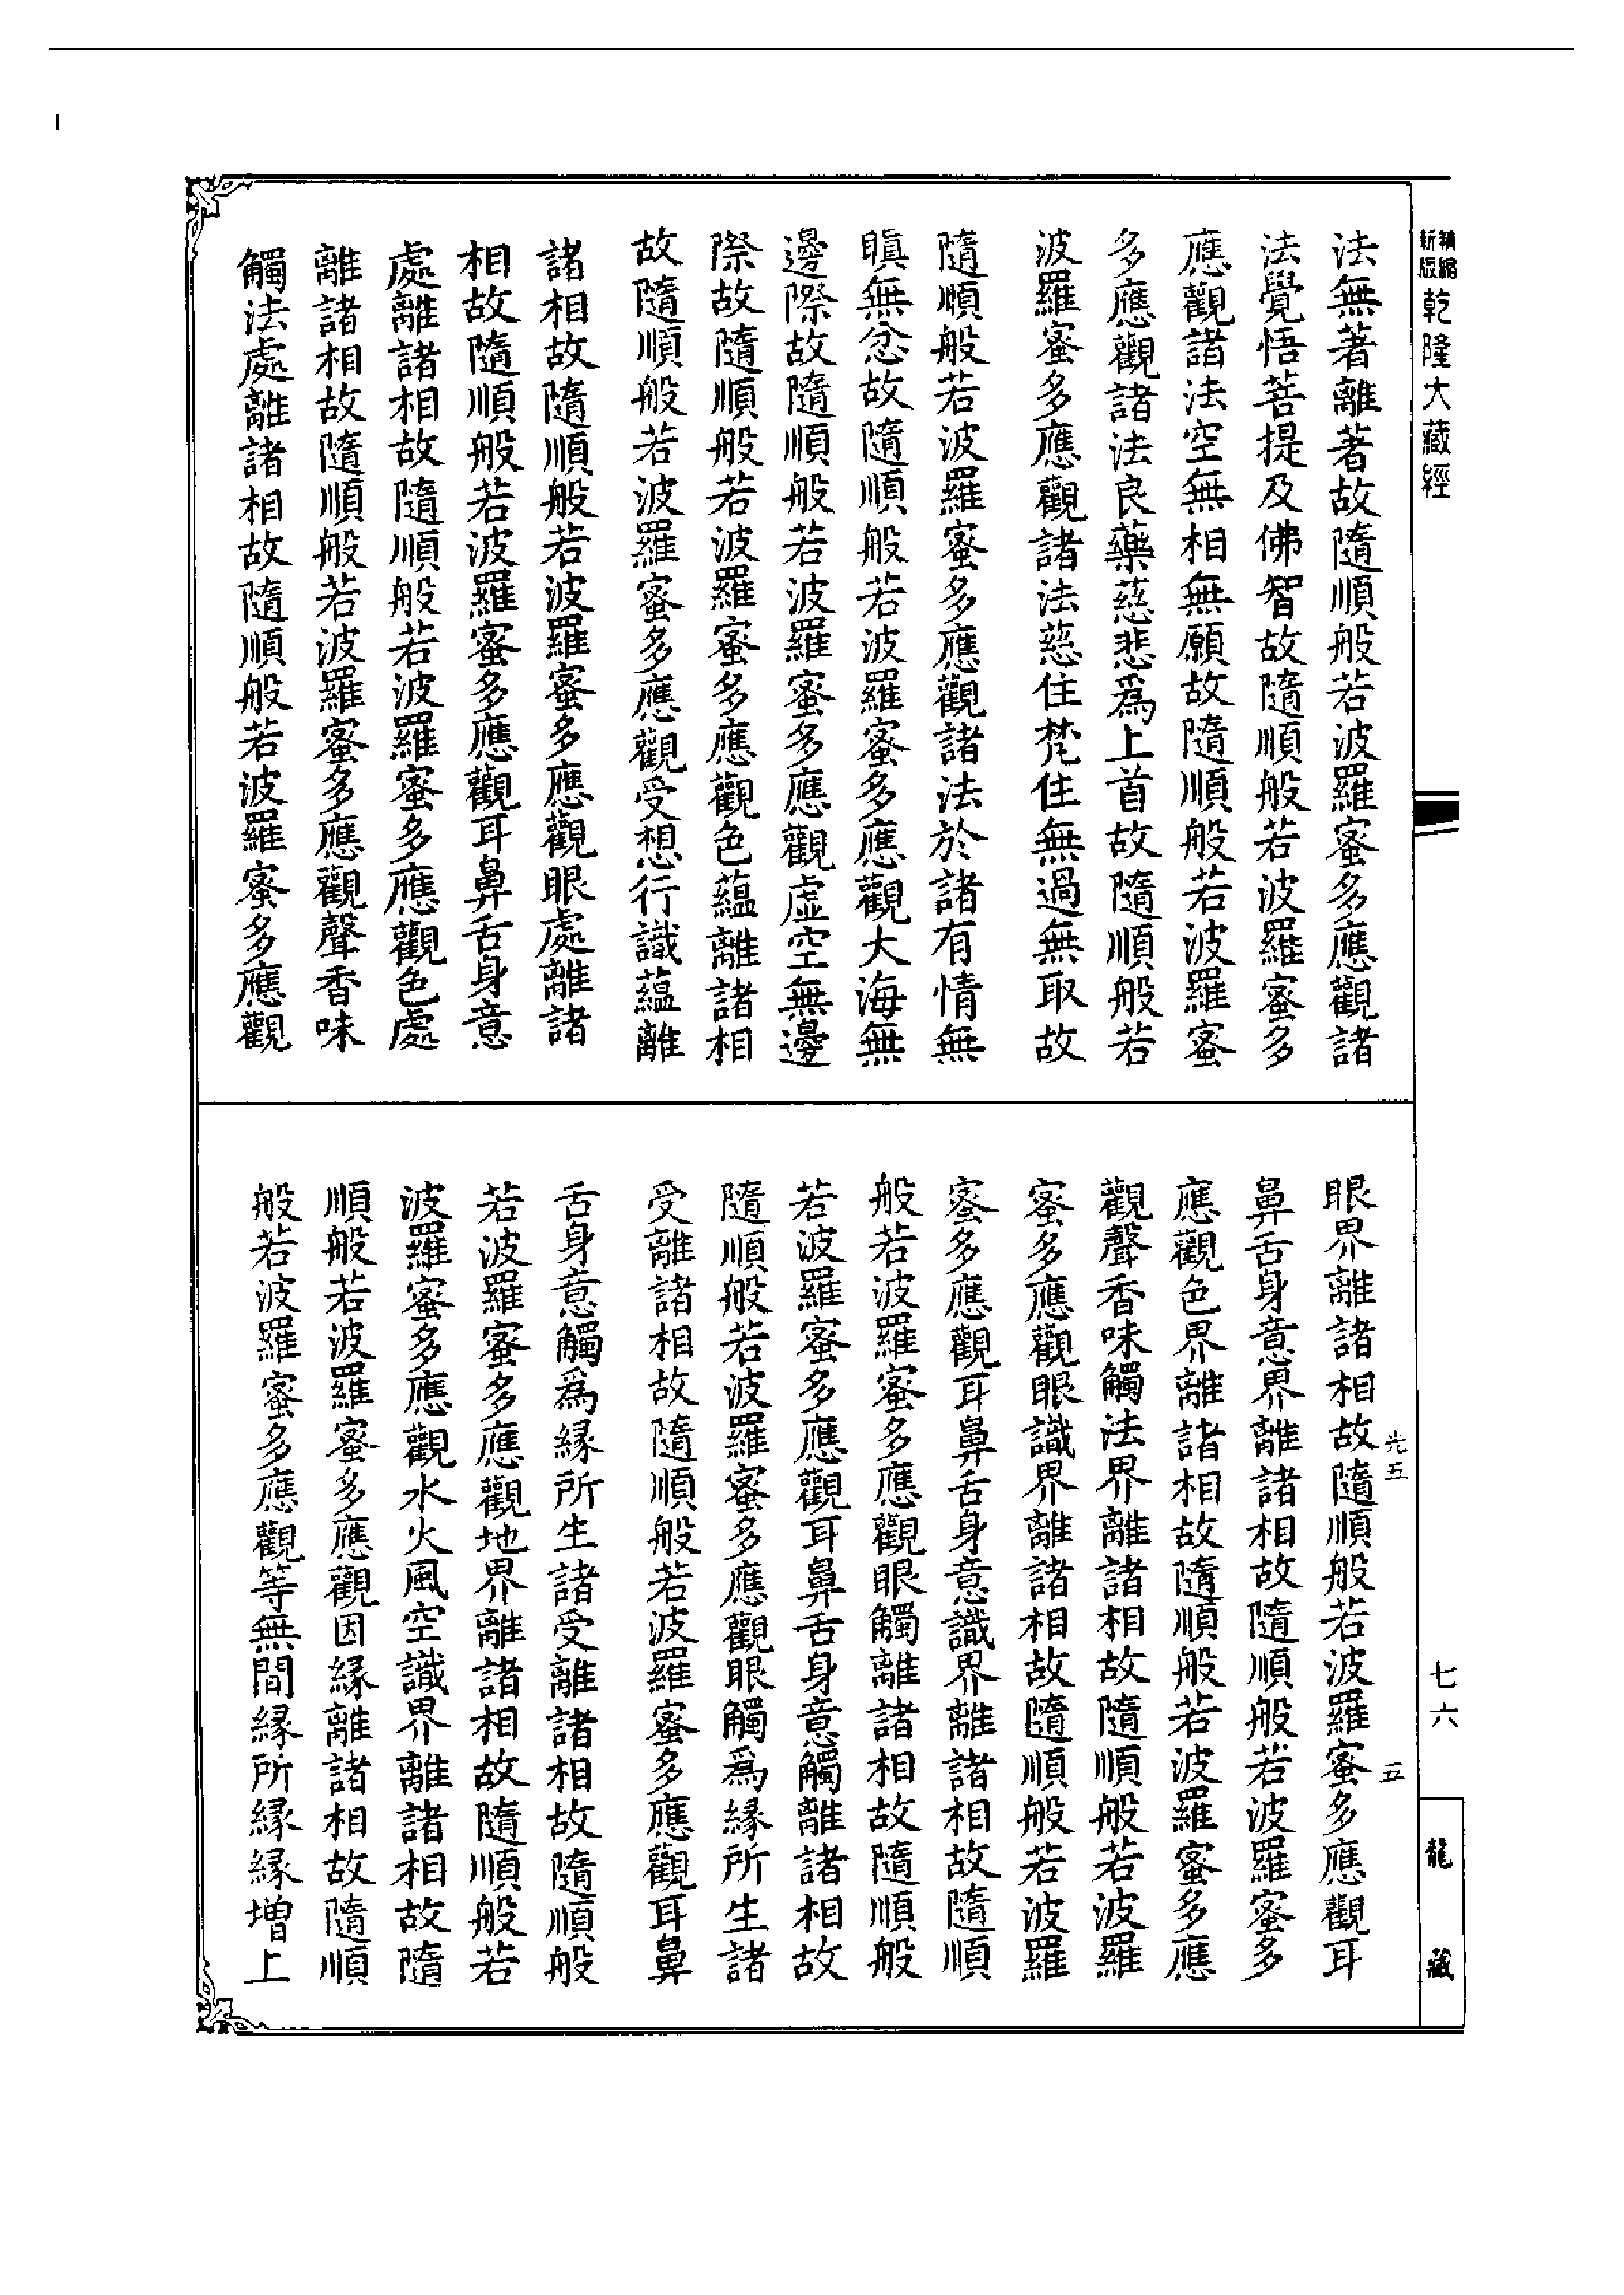 新版精縮
乾隆大藏經
法無著離著故隨順般若波羅蜜多應觀諸
法覺悟菩提及佛智故隨順般若波羅蜜多
應觀諸法空無相無願故隨順般若波羅蜜
多應觀諸法良藥慈悲爲上首故隨順般若
波羅蜜多應觀諸法慈住梵住無過無取故
隨順般若波羅蜜多應觀諸法於諸有情無
瞋無忿故隨順般若波羅蜜多應觀大海無
邊際故隨順般若波羅蜜多應觀虛空無邊
際故隨順般若波羅蜜多應觀色蘊離諸相
故隨順般若波羅蜜多應觀受想行識蘊離
諸相故隨順般若波羅蜜多應觀眼處離諸
相故隨順般若波羅蜜多應觀耳鼻舌身意
處離諸相故隨順般若波羅蜜多應觀色處
離諸相故隨順般若波羅蜜多應觀聲香味
觸法處離諸相故隨順般若波羅蜜多應觀
眼界離諸相故隨順般若波羅蜜多應觀耳
鼻舌身意界離諸相故隨順般若波羅蜜多
應觀色界離諸相故隨順般若波羅蜜多應
觀聲香味觸法界離諸相故隨順般若波羅
蜜多應觀眼識界離諸相故隨順般若波羅
蜜多應觀耳鼻舌身意識界離諸相故隨順
般若波羅蜜多應觀眼觸離諸相故隨順般
若波羅蜜多應觀耳鼻舌身意觸離諸相故
隨順般若波羅蜜多應觀眼觸爲緣所生諸
受離諸相故隨順般若波羅蜜多應觀耳鼻
舌身意觸爲緣所生諸受離諸相故隨順般
若波羅蜜多應觀地界離諸相故隨順般若
波羅蜜多應觀水火風空識界離諸相故隨
順般若波羅蜜多應觀因緣離諸相故隨順
般若波羅蜜多應觀等無間緣所緣緣增上
光五
五
七六
龍藏